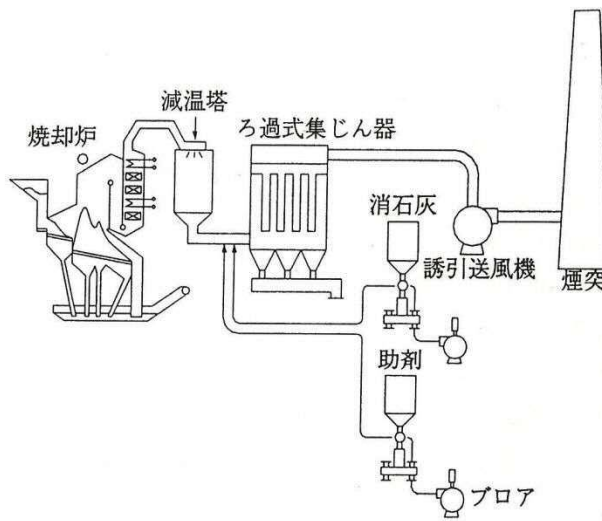 減温塔
焼却炉
ろ過式集じん器
消石灰
誘引送風機
煙突
助剤
ブロア